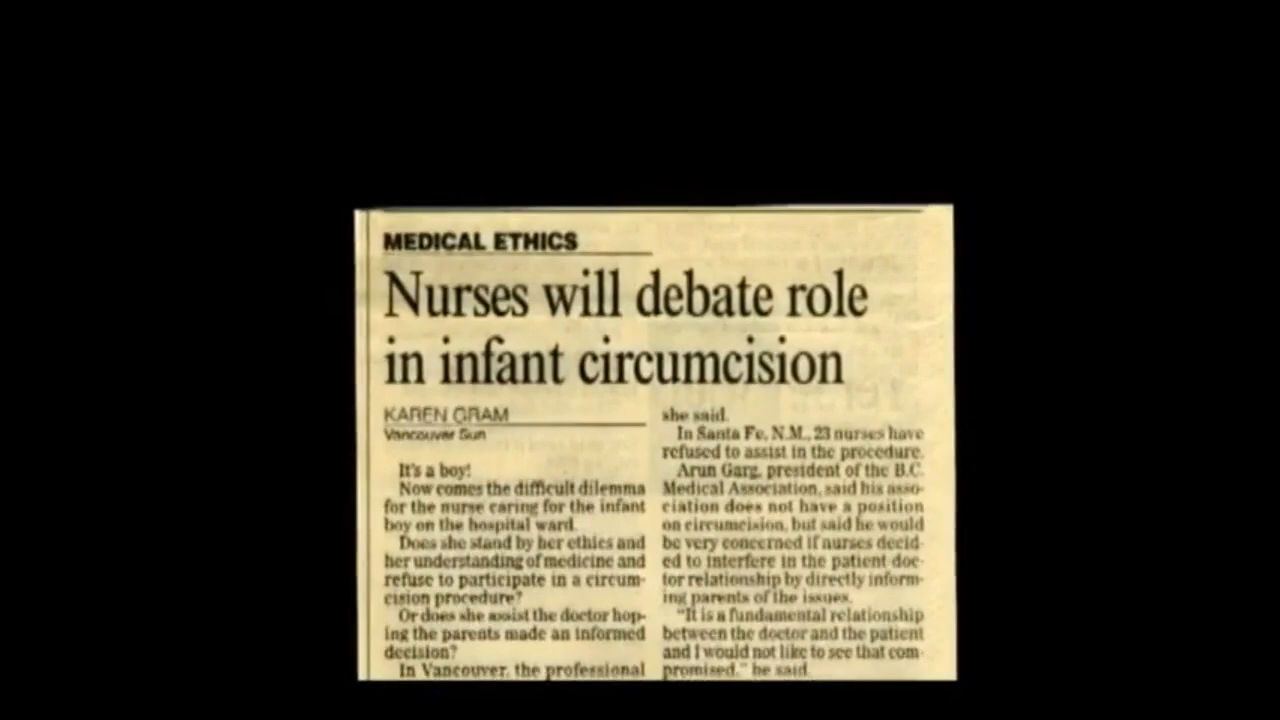 MEDICAL ETHICS
Nurses will debate role
in infant circumcision
KAREN GRAM
Vancouver Sun
It's a boy!
Now comes the difficult dilemma
for the nurse caring for the infant
boy on the hospital ward.
Does she stand by her ethics and
her understanding of medicine and
refuse to participate in a circum-
cision procedure?
Or does she assist the doctor hop-
ing the parents made an informed
decision?
In Vancouver, the professional
she said.
In Santa Fe, N.M., 23 nurses have
refused to assist in the procedure.
Arun Garg, president of the B.C.
Medical Association, said his asso-
ciation does not have a position
on circumcision, but said he would
be very concerned if nurses decid-
ed to interfere in the patient-doc-
tor relationship by directly inform-
ing parents of the issues.
"It is a fundamental relationship
between the doctor and the patient
and I would not like to see that com-
promised," he said.